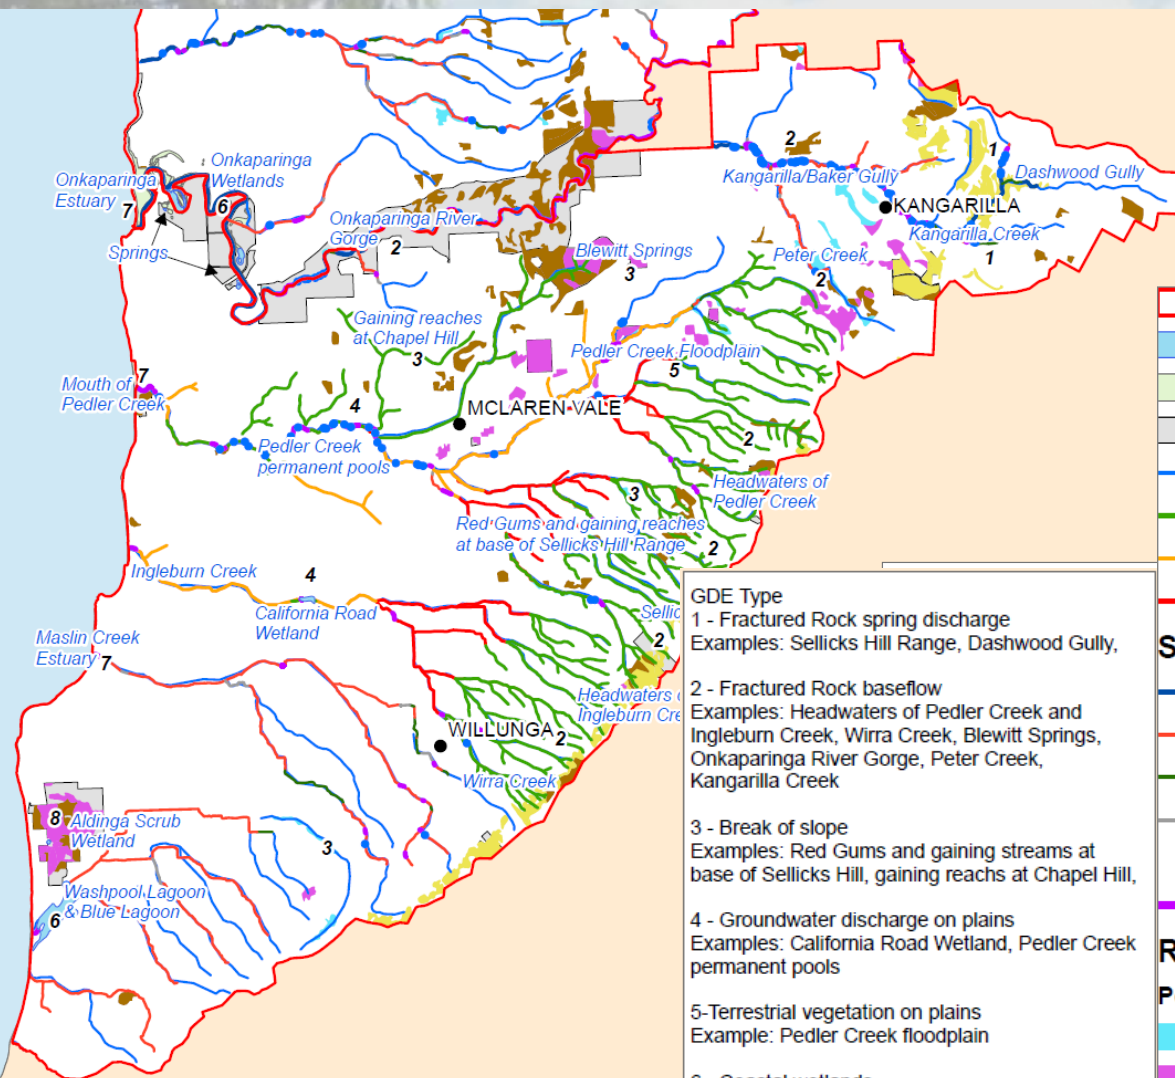 Onkaparinga
Wetlands
Onkaparinga
Estuary
7
6
Springs
Onkaparinga River
Gorge
2
Blewitt Springs
3
2
Kangarilla/Baker Gully
1
Dashwood Gully
KANGARILLA
Kangarilla Creek
1
Peter Creek
2
Gaining reaches
at Chapel Hill
3
Pedler Creek Floodplain
5
Mouth of
Pedler Creek
7
4
MCLAREN VALE
Pedler Creek
permanent pools
2
Headwaters of
Pedler Creek
3
Red Gums and gaining reaches
at base of Sellicks Hill Range
2
Ingleburn Creek
4
California Road
Wetland
Maslin Creek
Estuary
7
2
Headwaters
Ingleburn Cre
WILLUNGA
2
Wirra Creek
8
Aldinga Scrub
Wetland
3
Washpool Lagoon
& Blue Lagoon
6
GDE Type
1 - Fractured Rock spring discharge
Examples: Sellicks Hill Range, Dashwood Gully,
2 - Fractured Rock baseflow
Examples: Headwaters of Pedler Creek and
Ingleburn Creek, Wirra Creek, Blewitt Springs,
Onkaparinga River Gorge, Peter Creek,
Kangarilla Creek
3 - Break of slope
Examples: Red Gums and gaining streams at
base of Sellicks Hill, gaining reachs at Chapel Hill,
4 - Groundwater discharge on plains
Examples: California Road Wetland, Pedler Creek
permanent pools
5-Terrestrial vegetation on plains
Example: Pedler Creek floodplain
S
R
P